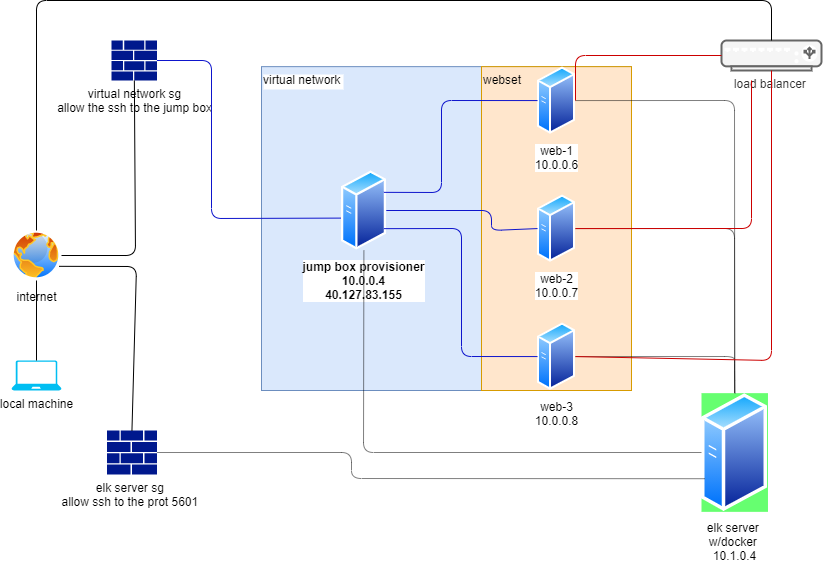 virtual network
webset
load balancer
virtual network sg
allow the ssh to the jump box
web-1
10.0.0.6
jump box provisioner
10.0.0.4
40.127.83.155
web-2
10.0.0.7
internet
local machine
web-3
10.0.0.8
elk server sg
allow ssh to the prot 5601
elk server
w/docker
10.1.0.4